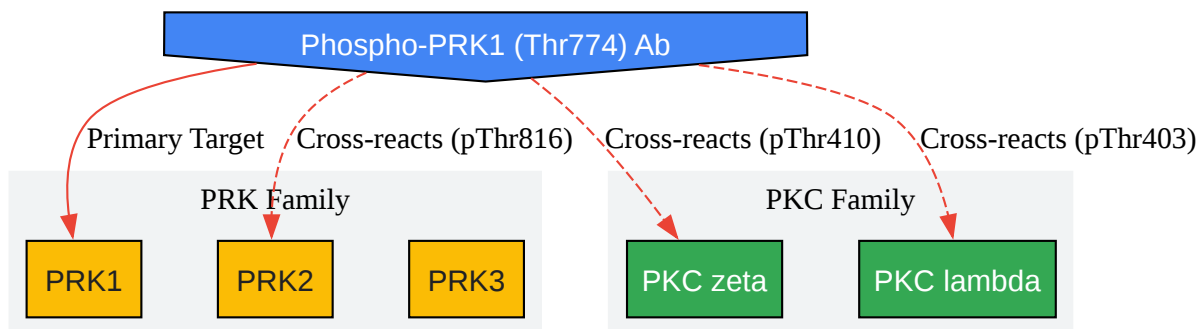 Phospho-PRK1 (Thr774) Ab
Primary Target
Cross-reacts (pThr816)
Cross-reacts (pThr410)
Cross-reacts (pThr403)
PRK Family
PKC Family
PRK1
PRK2
PRK3
PKC zeta
PKC lambda